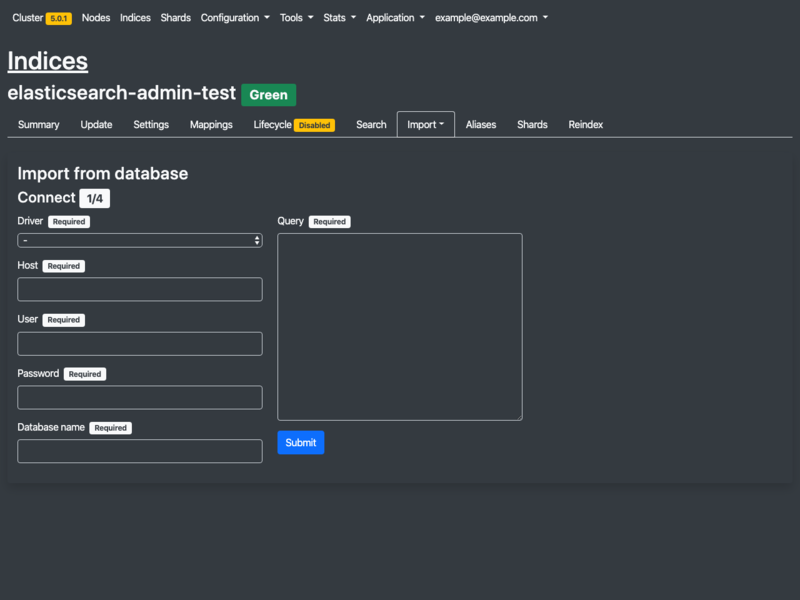 Cluster 5.0.1 Nodes Indices Shards Configuration Tools Stats Application example@example.com
Indices
elasticsearch-admin-test Green
Summary Update Settings Mappings Lifecycle Disabled Search Import Aliases Shards Reindex
Import from database
Connect 1/4
Driver Required
-
Host Required
User Required
Password Required
Database name Required
Query Required
Submit